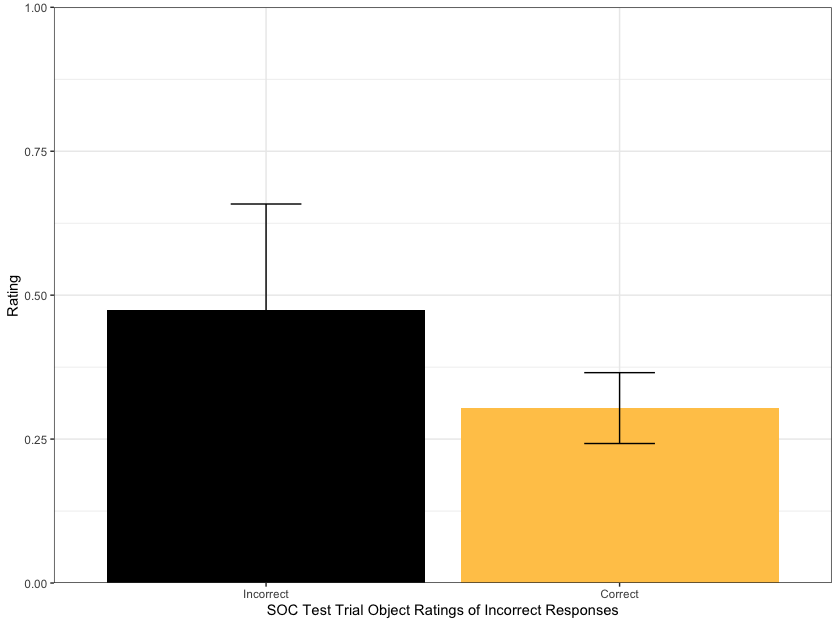 1.00
0.75
0.50
0.25
0.00
Rating
Incorrect
Correct
SOC Test Trial Object Ratings of Incorrect Responses